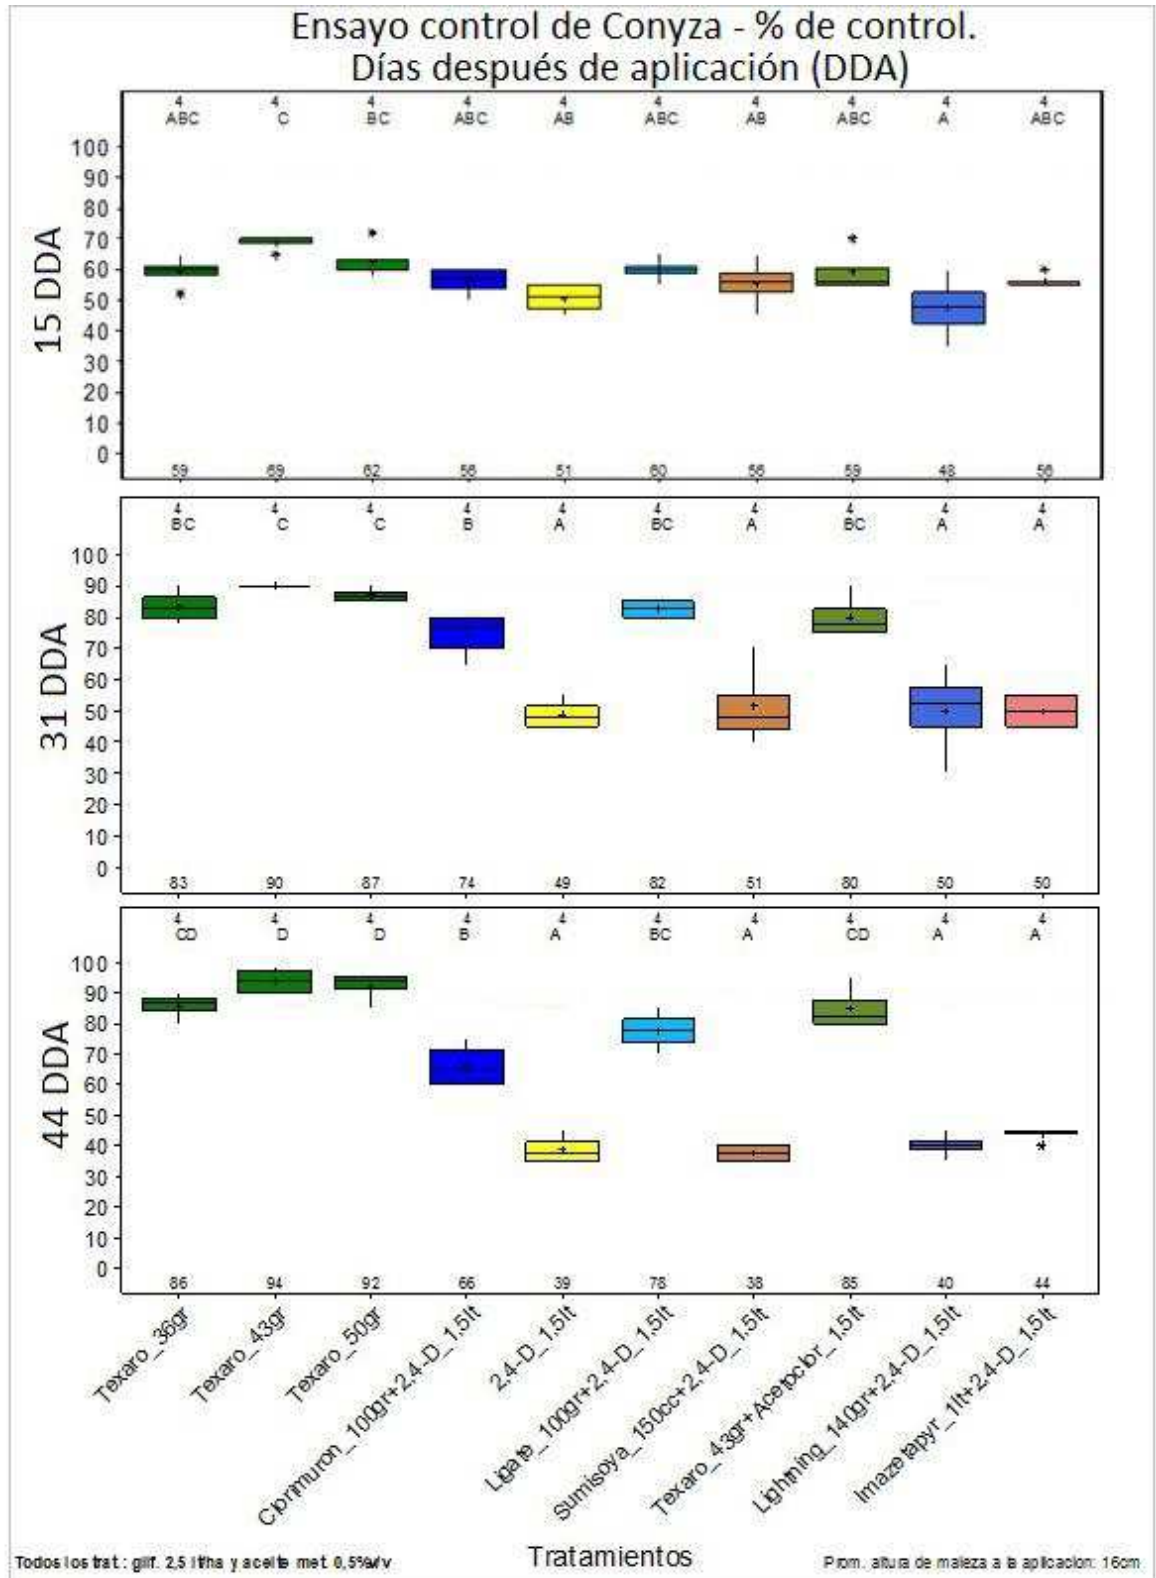 Ensayo control de Conyza - % de control.
Días después de aplicación (DDA)
4 4 4 4 4 4 4 4 4 4
ABC C BC ABC AB ABC AB ABC A ABC
15 DDA
100
90
80
70
60
50
40
30
20
10
0
59 69 62 56 51 60 56 59 48 56
4 4 4 4 4 4 4 4 4 4
BC C C B A BC A BC A A
31 DDA
100
90
80
70
60
50
40
30
20
10
0
83 90 87 74 49 82 51 80 50 50
4 4 4 4 4 4 4 4 4 4
CD D D B A BC A CD A A
44 DDA
100
90
80
70
60
50
40
30
20
10
0
86 94 92 66 39 78 38 85 40 44
Texaro_36gr
Texaro_43gr
Texaro_50gr
Clorimuron_100gr+2,4-D_1,5lt
2,4-D_1,5lt
Ligate_100gr+2,4-D_1,5lt
Sumisoya_150cc+2,4-D_1,5lt
Texaro_43gr+Acetoclor_1,5lt
Lightning_140gr+2,4-D_1,5lt
Imazetapyr_1lt+2,4-D_1,5lt
Tratamientos
Todos los trat.: glif. 2,5 lt/ha y aceite met. 0,5%v/v
Prom. altura de maleza a la aplicacion: 16cm